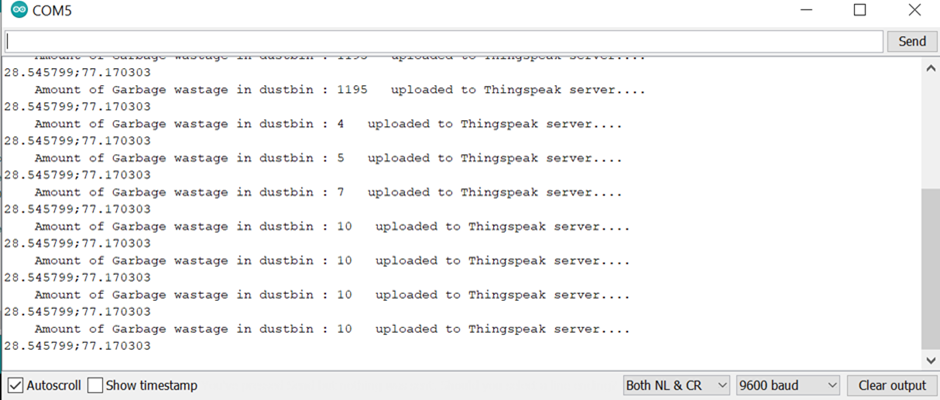 COM5
Send
Amount of Garbage wastage in dustbin : 1195   uploaded to Thingspeak server....
28.545799;77.170303
Amount of Garbage wastage in dustbin : 1195   uploaded to Thingspeak server....
28.545799;77.170303
Amount of Garbage wastage in dustbin : 4   uploaded to Thingspeak server....
28.545799;77.170303
Amount of Garbage wastage in dustbin : 5   uploaded to Thingspeak server....
28.545799;77.170303
Amount of Garbage wastage in dustbin : 7   uploaded to Thingspeak server....
28.545799;77.170303
Amount of Garbage wastage in dustbin : 10   uploaded to Thingspeak server....
28.545799;77.170303
Amount of Garbage wastage in dustbin : 10   uploaded to Thingspeak server....
28.545799;77.170303
Amount of Garbage wastage in dustbin : 10   uploaded to Thingspeak server....
28.545799;77.170303
Amount of Garbage wastage in dustbin : 10   uploaded to Thingspeak server....
28.545799;77.170303
Autoscroll Show timestamp Both NL & CR 9600 baud Clear output